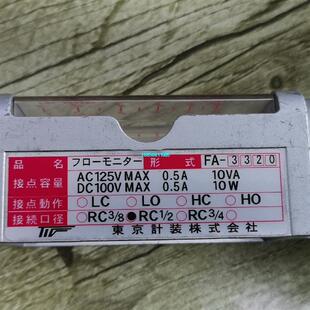 品名 フローモニター 形式 FA-3320
接点容量 AC125V MAX 0.5A 10VA
DC100V MAX 0.5A 10W
接点動作 ○LC ○LO ○HC ○HO
接続口径 ○RC3/8 ●RC1/2 ○RC3/4 ○
東京計装株式会社